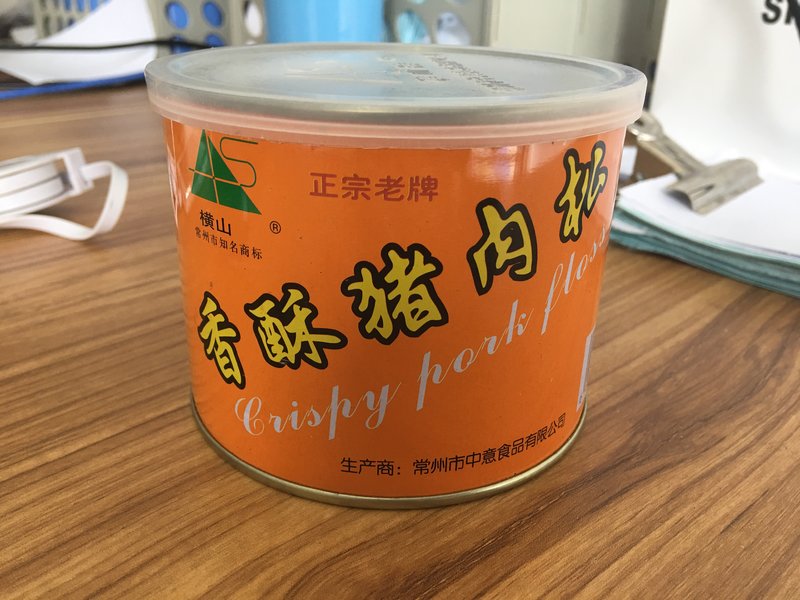 S
横山
®
常州市知名商标
正宗老牌
香酥猪肉松
Crispy pork floss
生产商：常州市中意食品有限公司